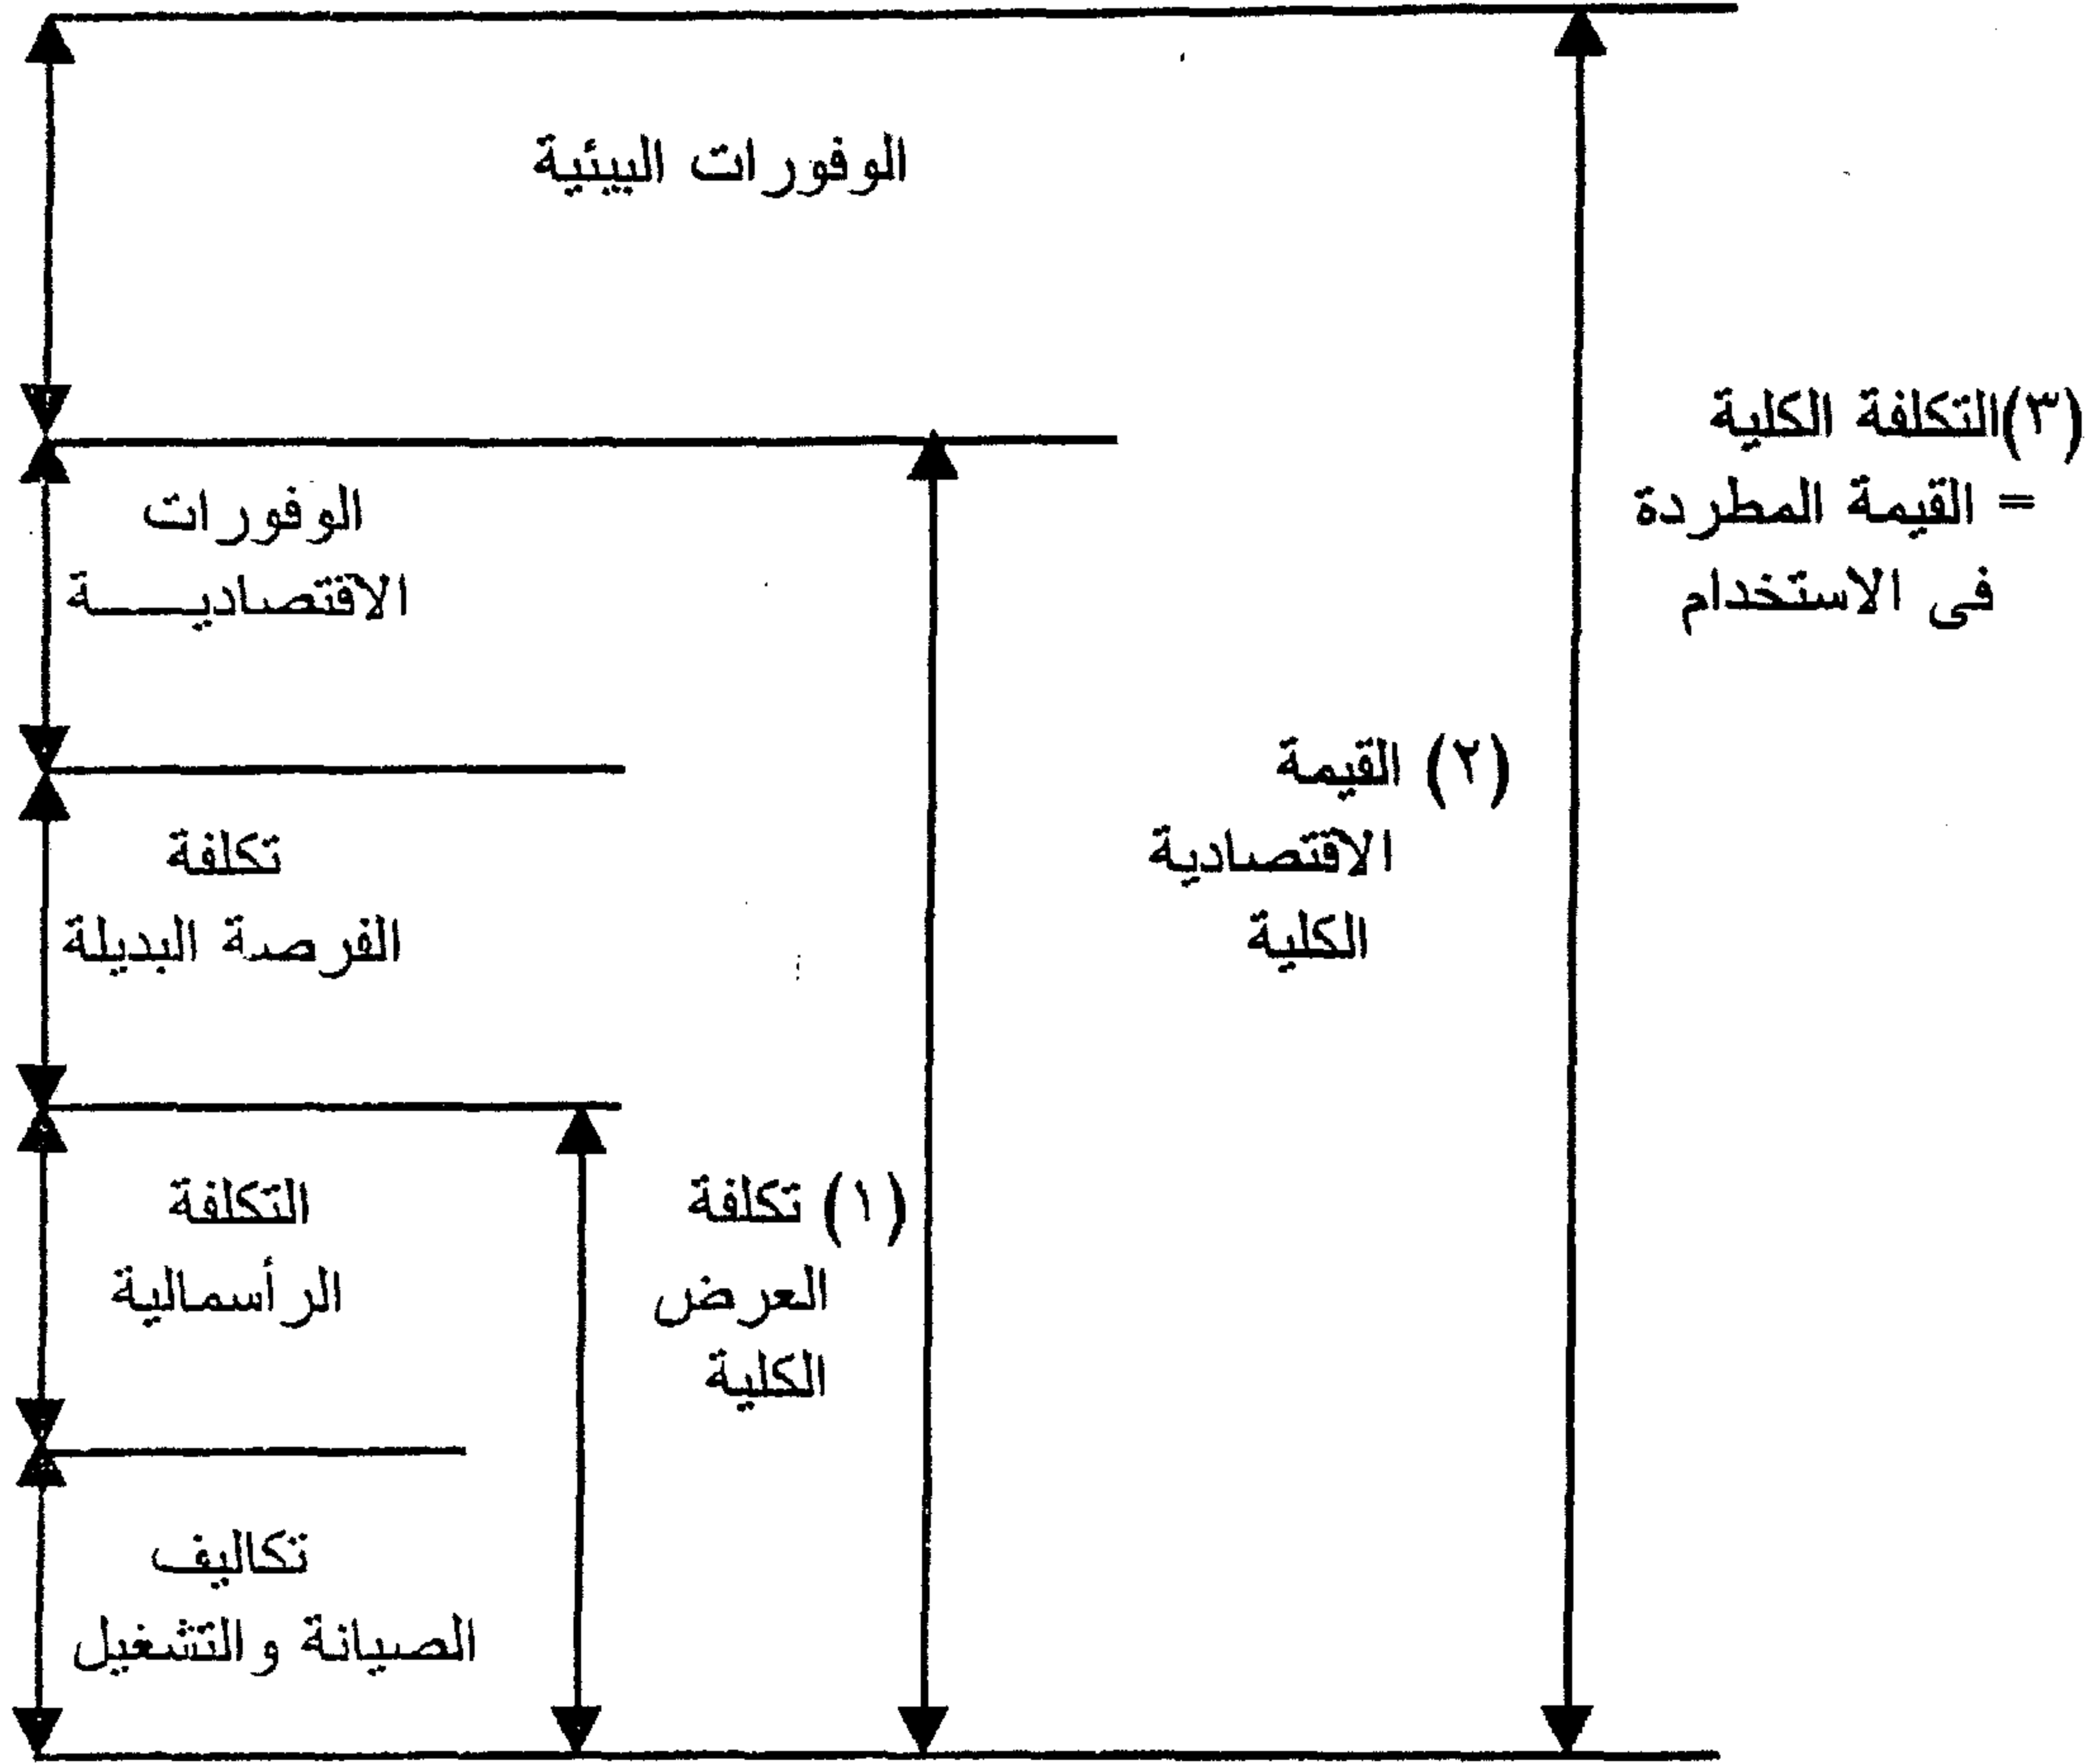 الوفورات البيئية
(٣)التكلفة الكلية
= القيمة المطردة
فى الاستخدام
الوفورات
الاقتصاديـــــة
(٢) القيمة
الاقتصادية
الكلية
تكلفة
الفرصة البديلة
(١) تكلفة
العرض
الكلية
التكلفة
الرأسمالية
تكاليف
الصيانة والتشغيل